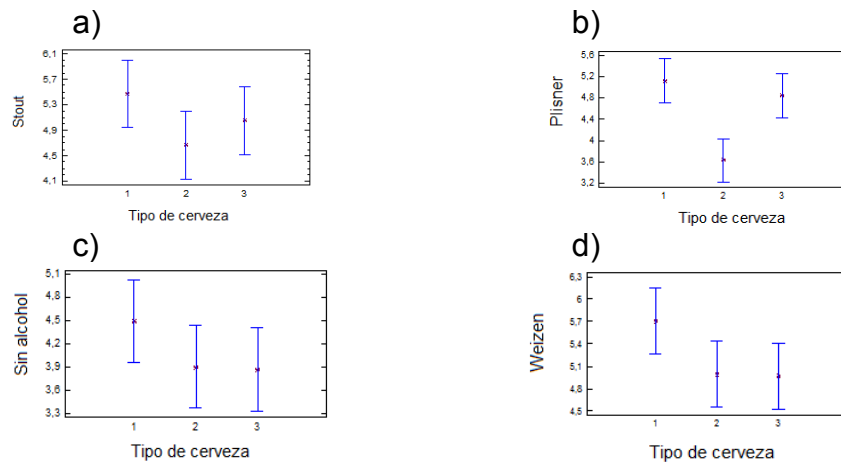 a)
6,1
5,7
5,3
4,9
4,5
4,1
Stout
1 2 3
Tipo de cerveza
b)
5,6
5,2
4,8
4,4
4
3,6
3,2
Plisner
1 2 3
Tipo de cerveza
c)
5,1
4,8
4,5
4,2
3,9
3,6
3,3
Sin alcohol
1 2 3
Tipo de cerveza
d)
6,3
6
5,7
5,4
5,1
4,8
4,5
Weizen
1 2 3
Tipo de cerveza